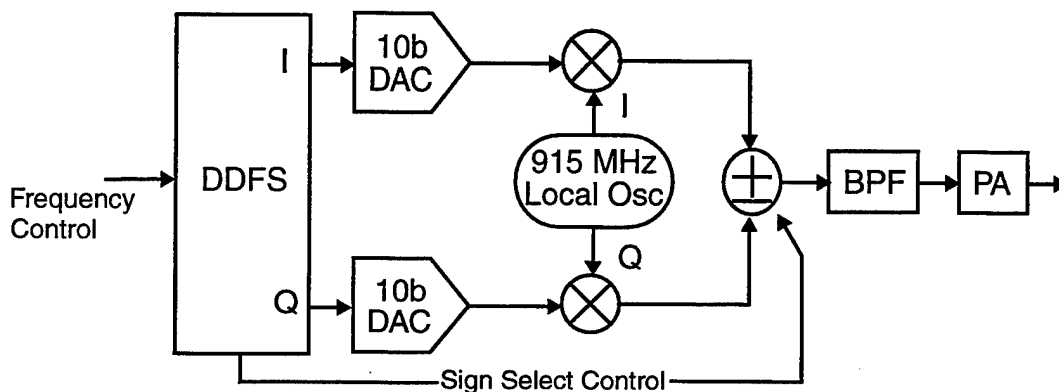 I
10b
DAC
I
DDFS
915 MHz
Local Osc
±
BPF
PA
Frequency
Control
Q
10b
DAC
Q
Sign Select Control